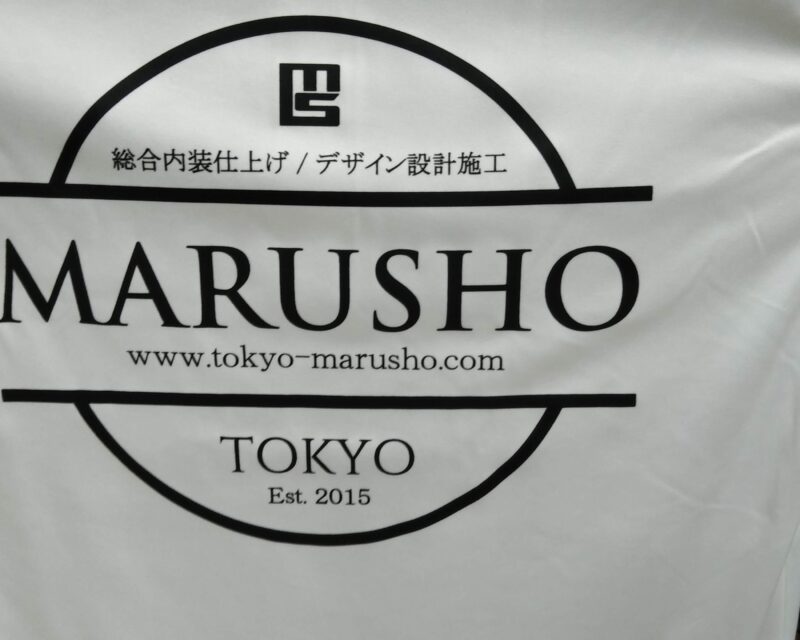 MS
総合内装仕上げ / デザイン設計施工
MARUSHO
www.tokyo-marusho.com
TOKYO
Est. 2015